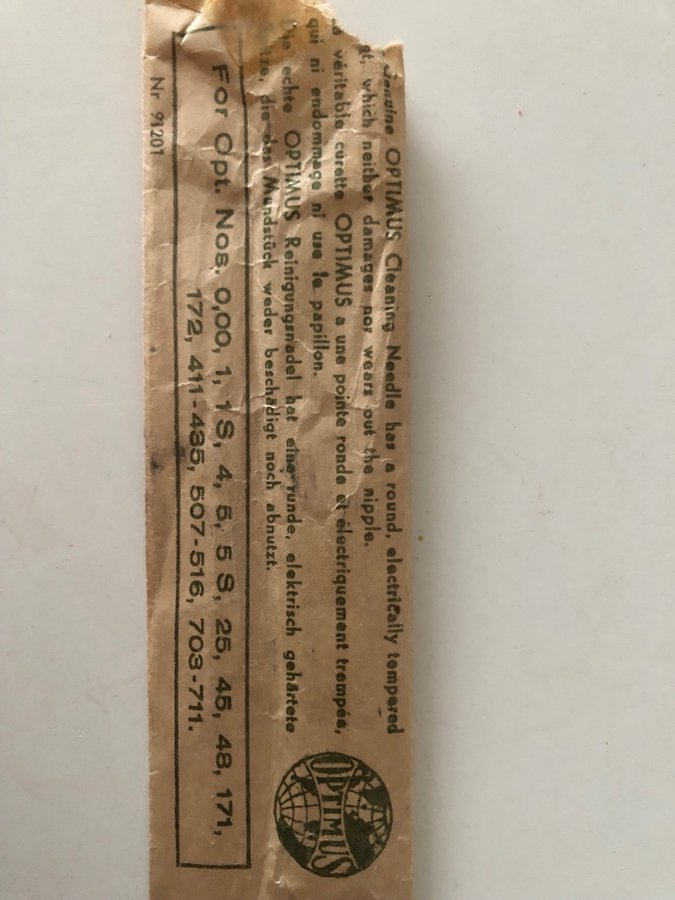 Genuine OPTIMUS Cleaning Needle has a round, electrically tempered
which neither damages nor wears out the nipple.
véritable curette OPTIMUS a une pointe ronde et électriquement trempée,
qui ni endommage ni use le papillon.
Die echte OPTIMUS Reinigungsnadel hat eine runde, elektrisch gehärtete
die das Mundstück weder beschädigt noch abnutzt.
For Opt. Nos. 0,00, 1, 1 S, 4, 5, 5 S, 25, 45, 48, 171,
172, 411-435, 507-516, 703-711.
Nr 91201
OPTIMUS